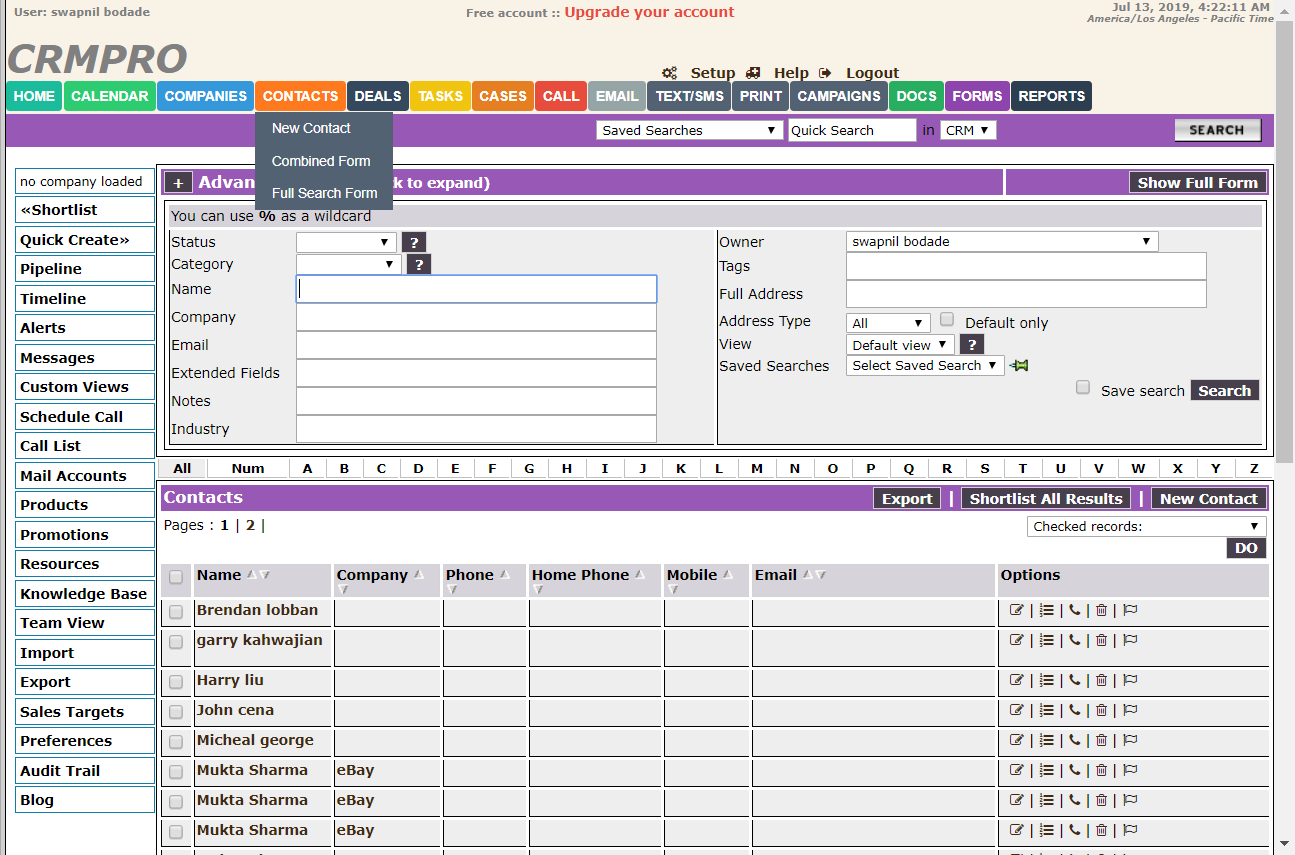 User: swapnil bodade
Free account :: Upgrade your account
Jul 13, 2019, 4:22:11 AM
America/Los Angeles - Pacific Time
CRMPRO
Setup Help Logout
HOME CALENDAR COMPANIES CONTACTS DEALS TASKS CASES CALL EMAIL TEXT/SMS PRINT CAMPAIGNS DOCS FORMS REPORTS
New Contact
Combined Form
Full Search Form
Saved Searches Quick Search in CRM SEARCH
no company loaded
«Shortlist
Quick Create»
Pipeline
Timeline
Alerts
Messages
Custom Views
Schedule Call
Call List
Mail Accounts
Products
Promotions
Resources
Knowledge Base
Team View
Import
Export
Sales Targets
Preferences
Audit Trail
Blog
+ Advan k to expand) Show Full Form
You can use % as a wildcard
Status ?
Category ?
Name
Company
Email
Extended Fields
Notes
Industry
Owner swapnil bodade
Tags
Full Address
Address Type All Default only
View Default view ?
Saved Searches Select Saved Search
Save search Search
All Num A B C D E F G H I J K L M N O P Q R S T U V W X Y Z
Contacts Export | Shortlist All Results | New Contact
Pages : 1 | 2 |
Checked records:
DO
Name Company Phone Home Phone Mobile Email Options
Brendan lobban | | | |
garry kahwajian | | | |
Harry liu | | | |
John cena | | | |
Micheal george | | | |
Mukta Sharma eBay | | | |
Mukta Sharma eBay | | | |
Mukta Sharma eBay | | | |